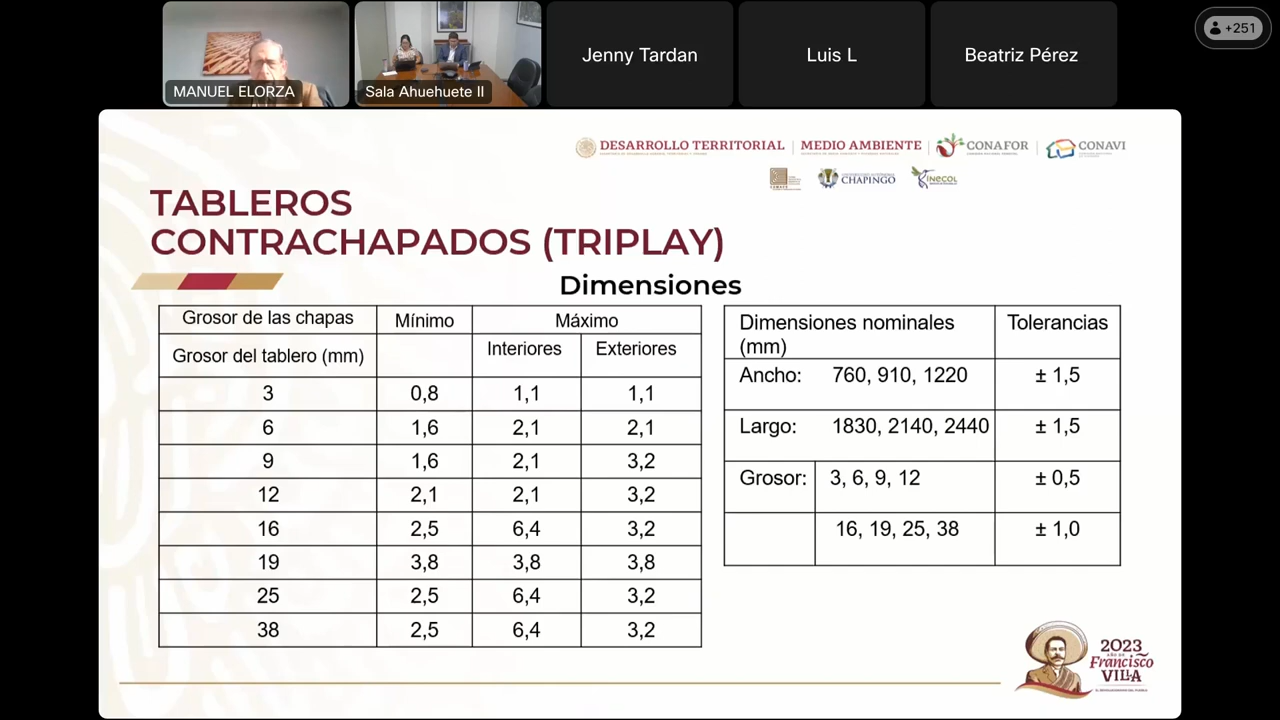 MANUEL ELORZA
Sala Ahuehuete II
Jenny Tardan
Luis L
Beatriz Pérez
+251
DESARROLLO TERRITORIAL
MEDIO AMBIENTE
CONAFOR
CONAVI
CHAPINGO
INECOL
TABLEROS
CONTRACHAPADOS (TRIPLAY)
Dimensiones
Grosor de las chapas Mínimo Máximo
Grosor del tablero (mm) Interiores Exteriores
3 0,8 1,1 1,1
6 1,6 2,1 2,1
9 1,6 2,1 3,2
12 2,1 2,1 3,2
16 2,5 6,4 3,2
19 3,8 3,8 3,8
25 2,5 6,4 3,2
38 2,5 6,4 3,2
Dimensiones nominales Tolerancias
(mm)
Ancho: 760, 910, 1220 ± 1,5
Largo: 1830, 2140, 2440 ± 1,5
Grosor: 3, 6, 9, 12 ± 0,5
16, 19, 25, 38 ± 1,0
2023
Francisco
VILLA